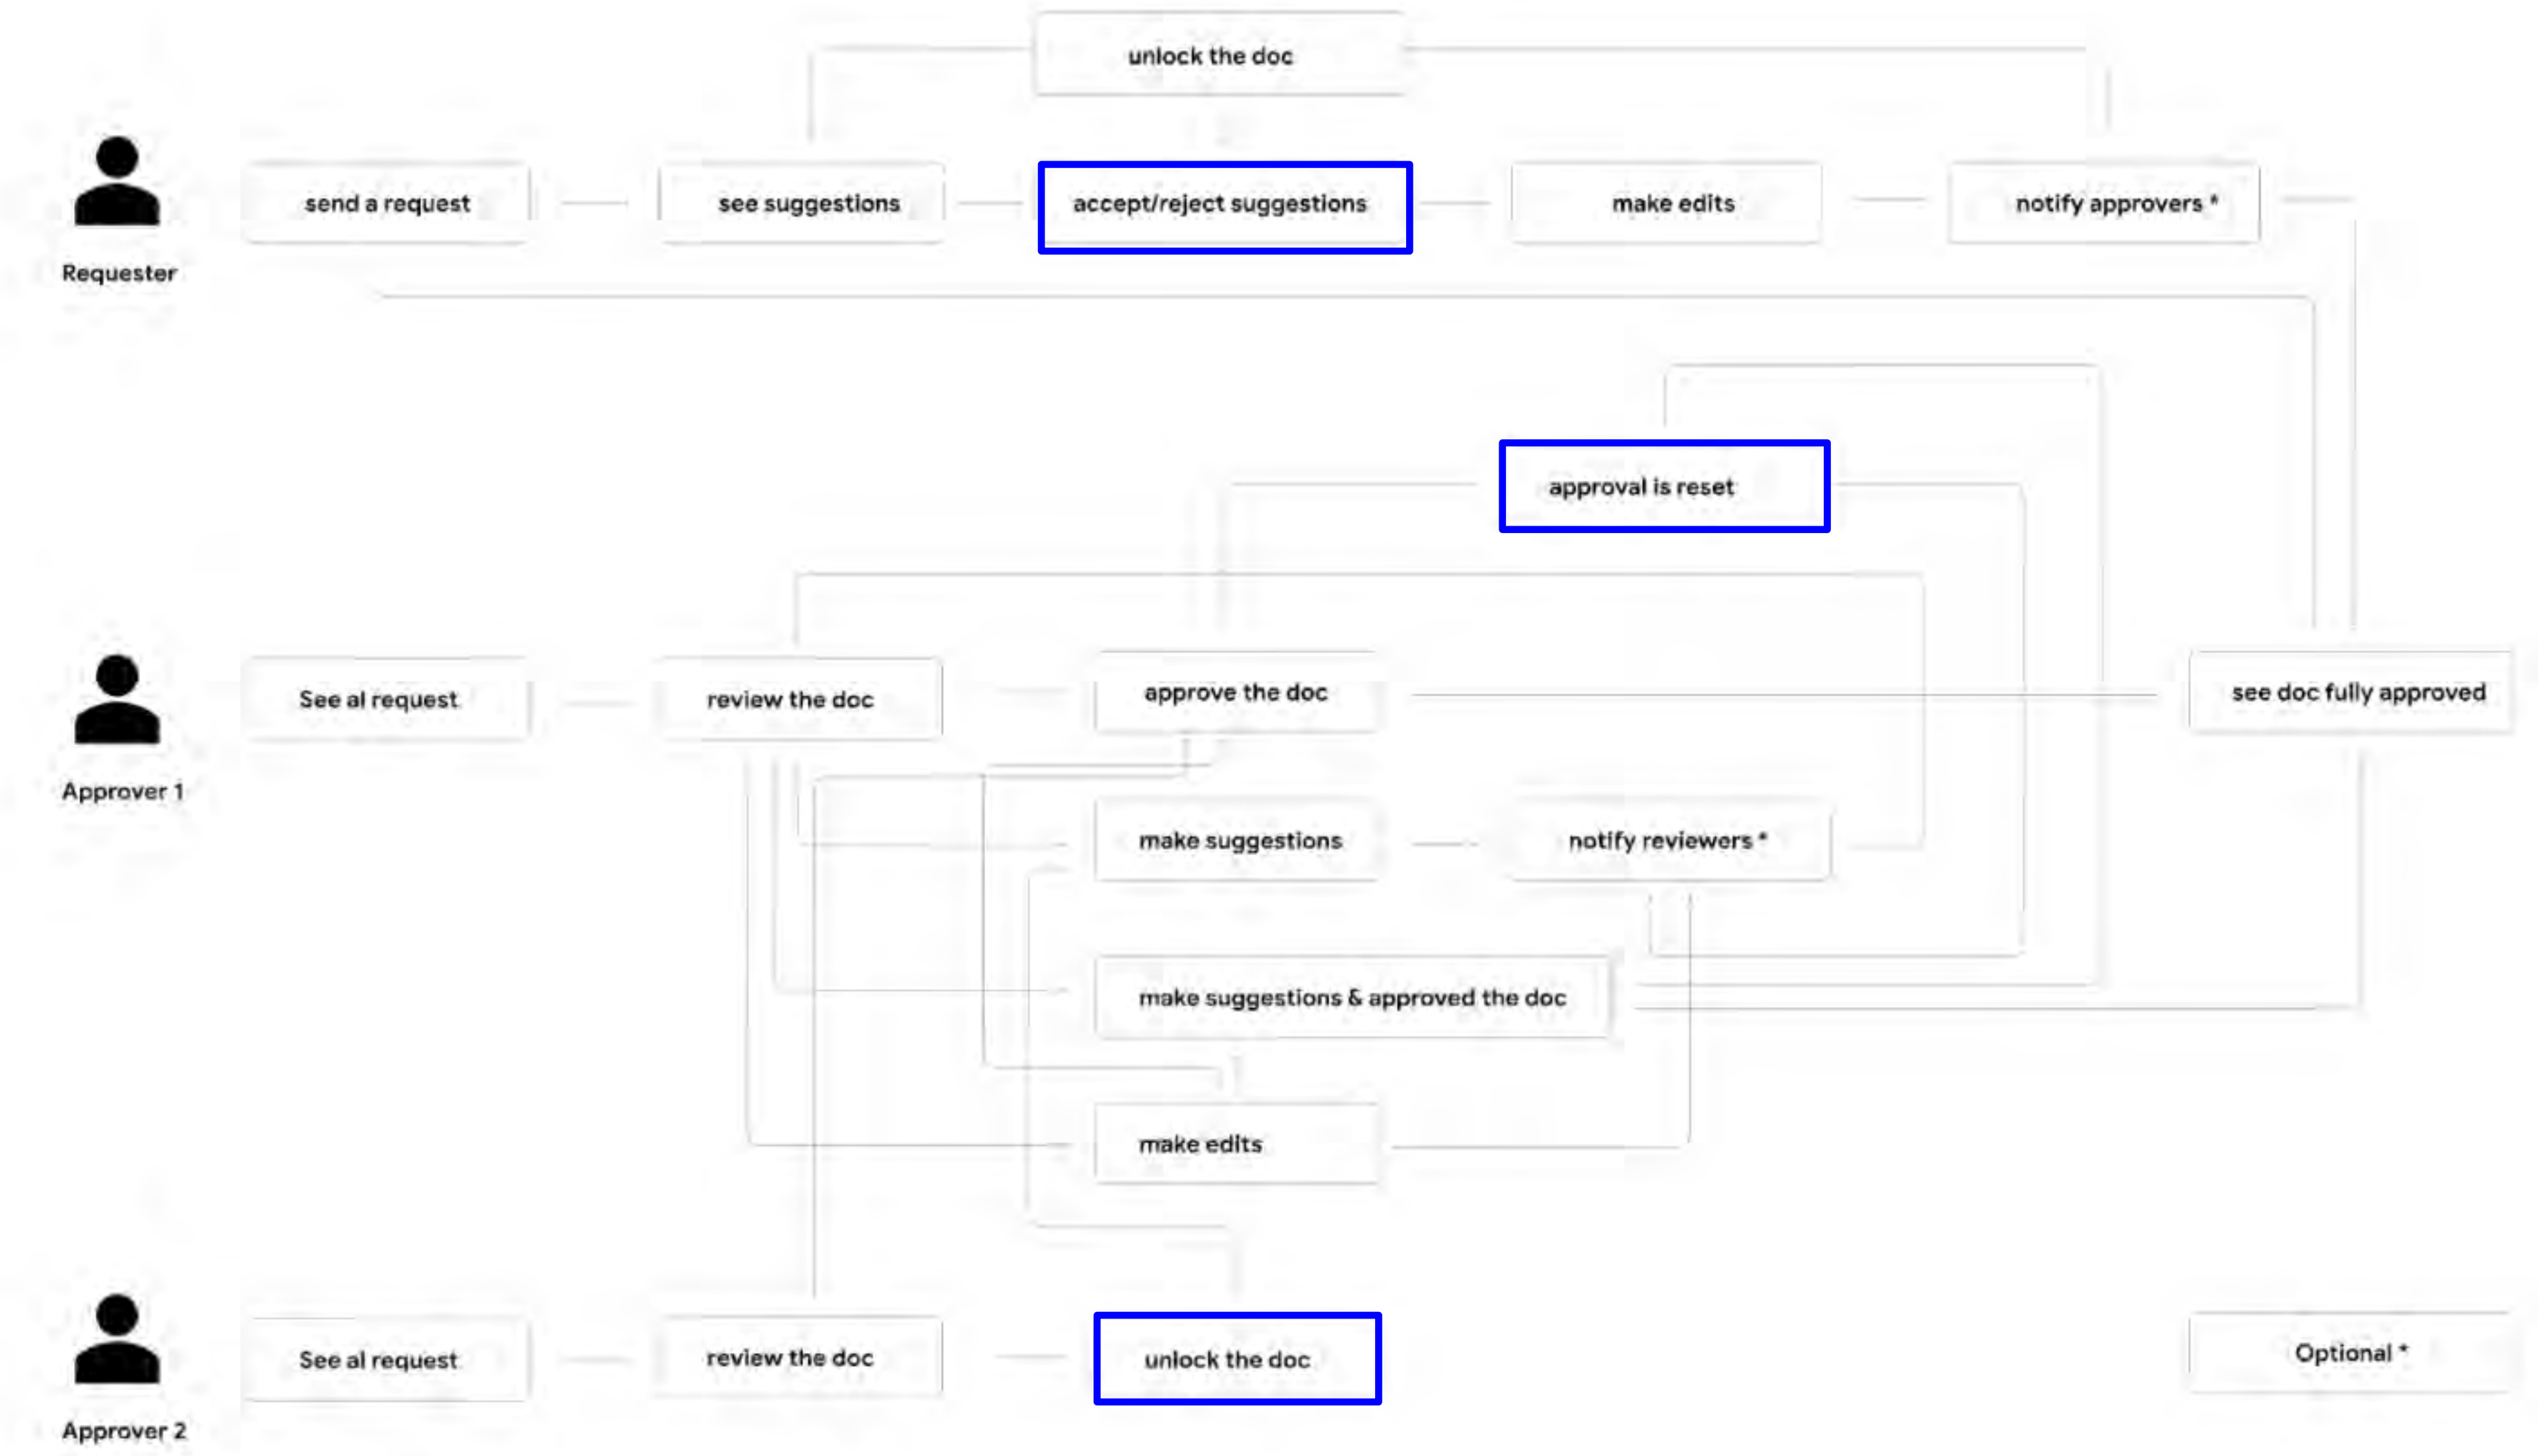 unlock the doc
send a request
see suggestions
accept/reject suggestions
make edits
notify approvers *
Requester
approval is reset
See al request
review the doc
approve the doc
see doc fully approved
Approver 1
make suggestions
notify reviewers *
make suggestions & approved the doc
make edits
See al request
review the doc
unlock the doc
Optional *
Approver 2